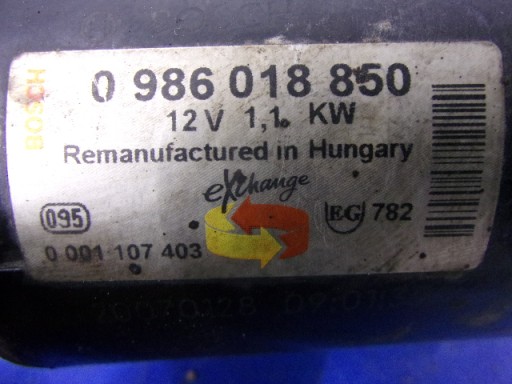 BOSCH
0 986 018 850
12 V 1,1 KW
Remanufactured in Hungary
eXchange
095
EG 782
0 001 107 403